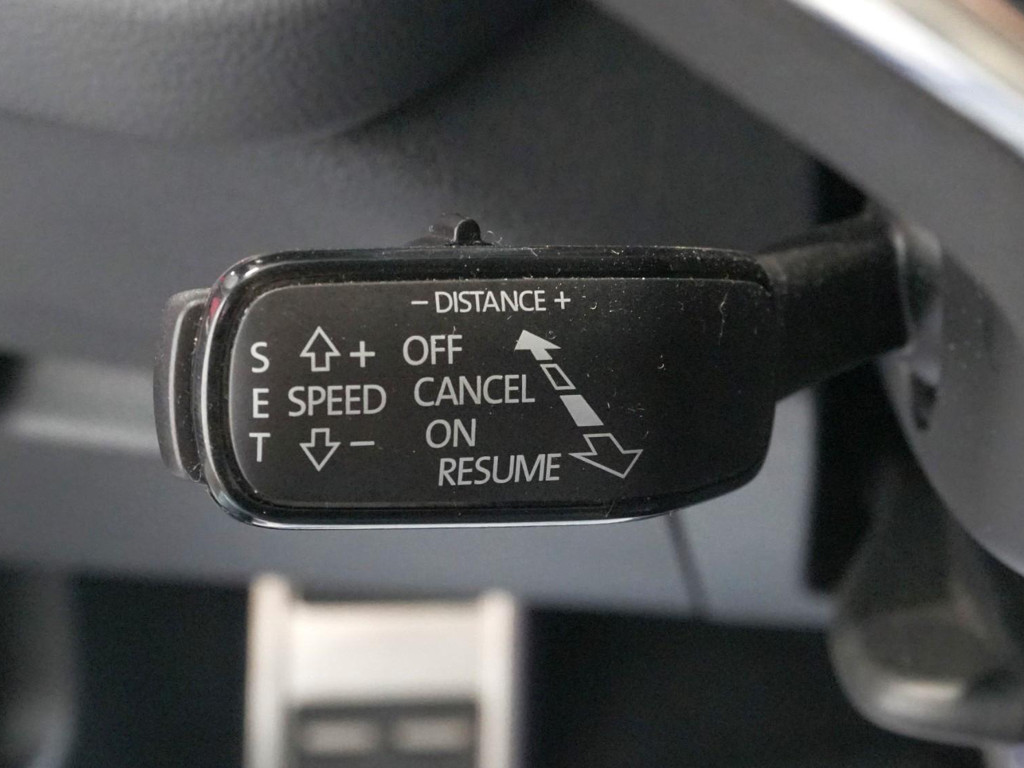 − DISTANCE +
S + OFF
E SPEED CANCEL
T − ON
RESUME